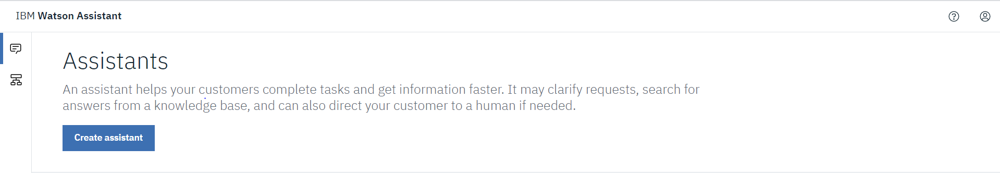 IBM Watson Assistant
Assistants
An assistant helps your customers complete tasks and get information faster. It may clarify requests, search for
answers from a knowledge base, and can also direct your customer to a human if needed.
Create assistant